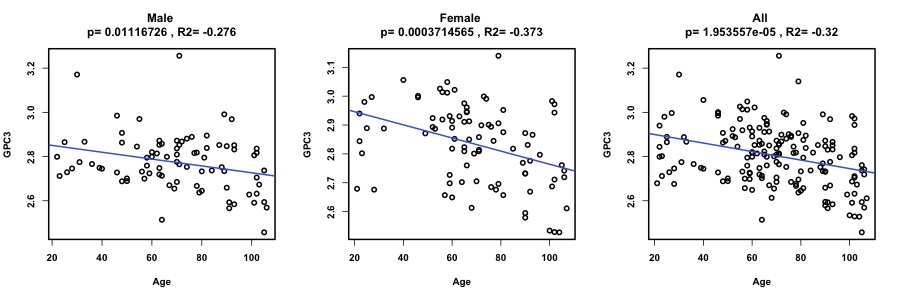 Male
p= 0.01116726 , R2= -0.276
GPC3
3.2
3.0
2.8
2.6
20 40 60 80 100
Age
Female
p= 0.0003714565 , R2= -0.373
GPC3
3.1
3.0
2.9
2.8
2.7
2.6
20 40 60 80 100
Age
All
p= 1.953557e-05 , R2= -0.32
GPC3
3.2
3.0
2.8
2.6
20 40 60 80 100
Age